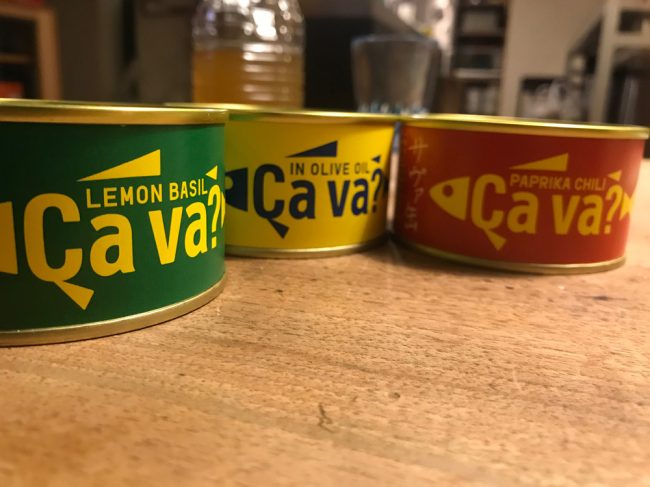 LEMON BASIL
Ça va?
IN OLIVE OIL
Ça va?
PAPRIKA CHILI
Ça va?
サヴァ缶